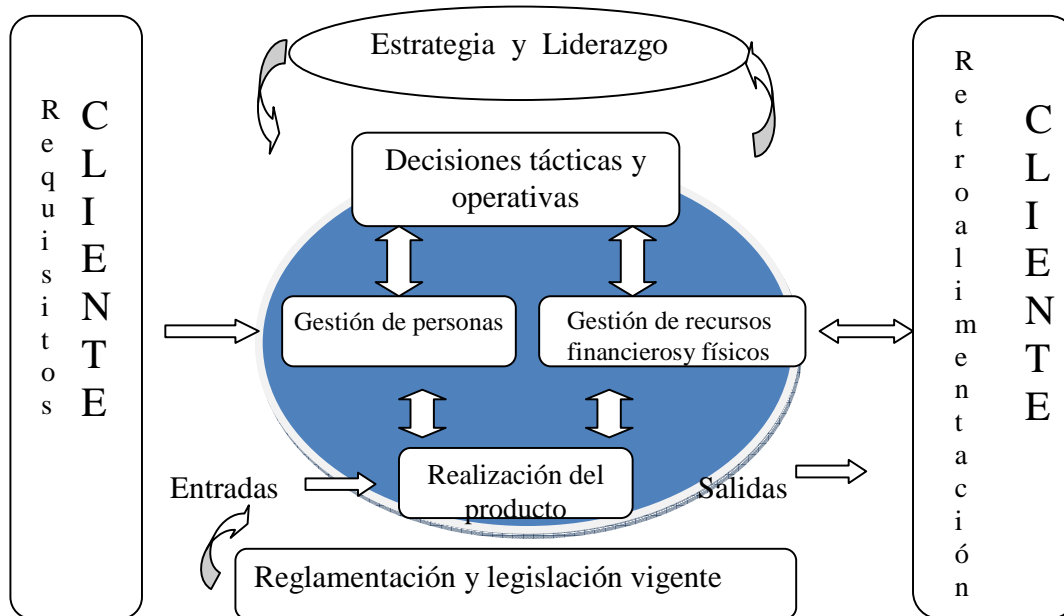 Requisitos
CLIENTE
Estrategia y Liderazgo
Decisiones tácticas y
operativas
Gestión de personas
Gestión de recursos
financierosy físicos
Realización del
producto
Entradas
Salidas
Reglamentación y legislación vigente
Retroalimentación
CLIENTE